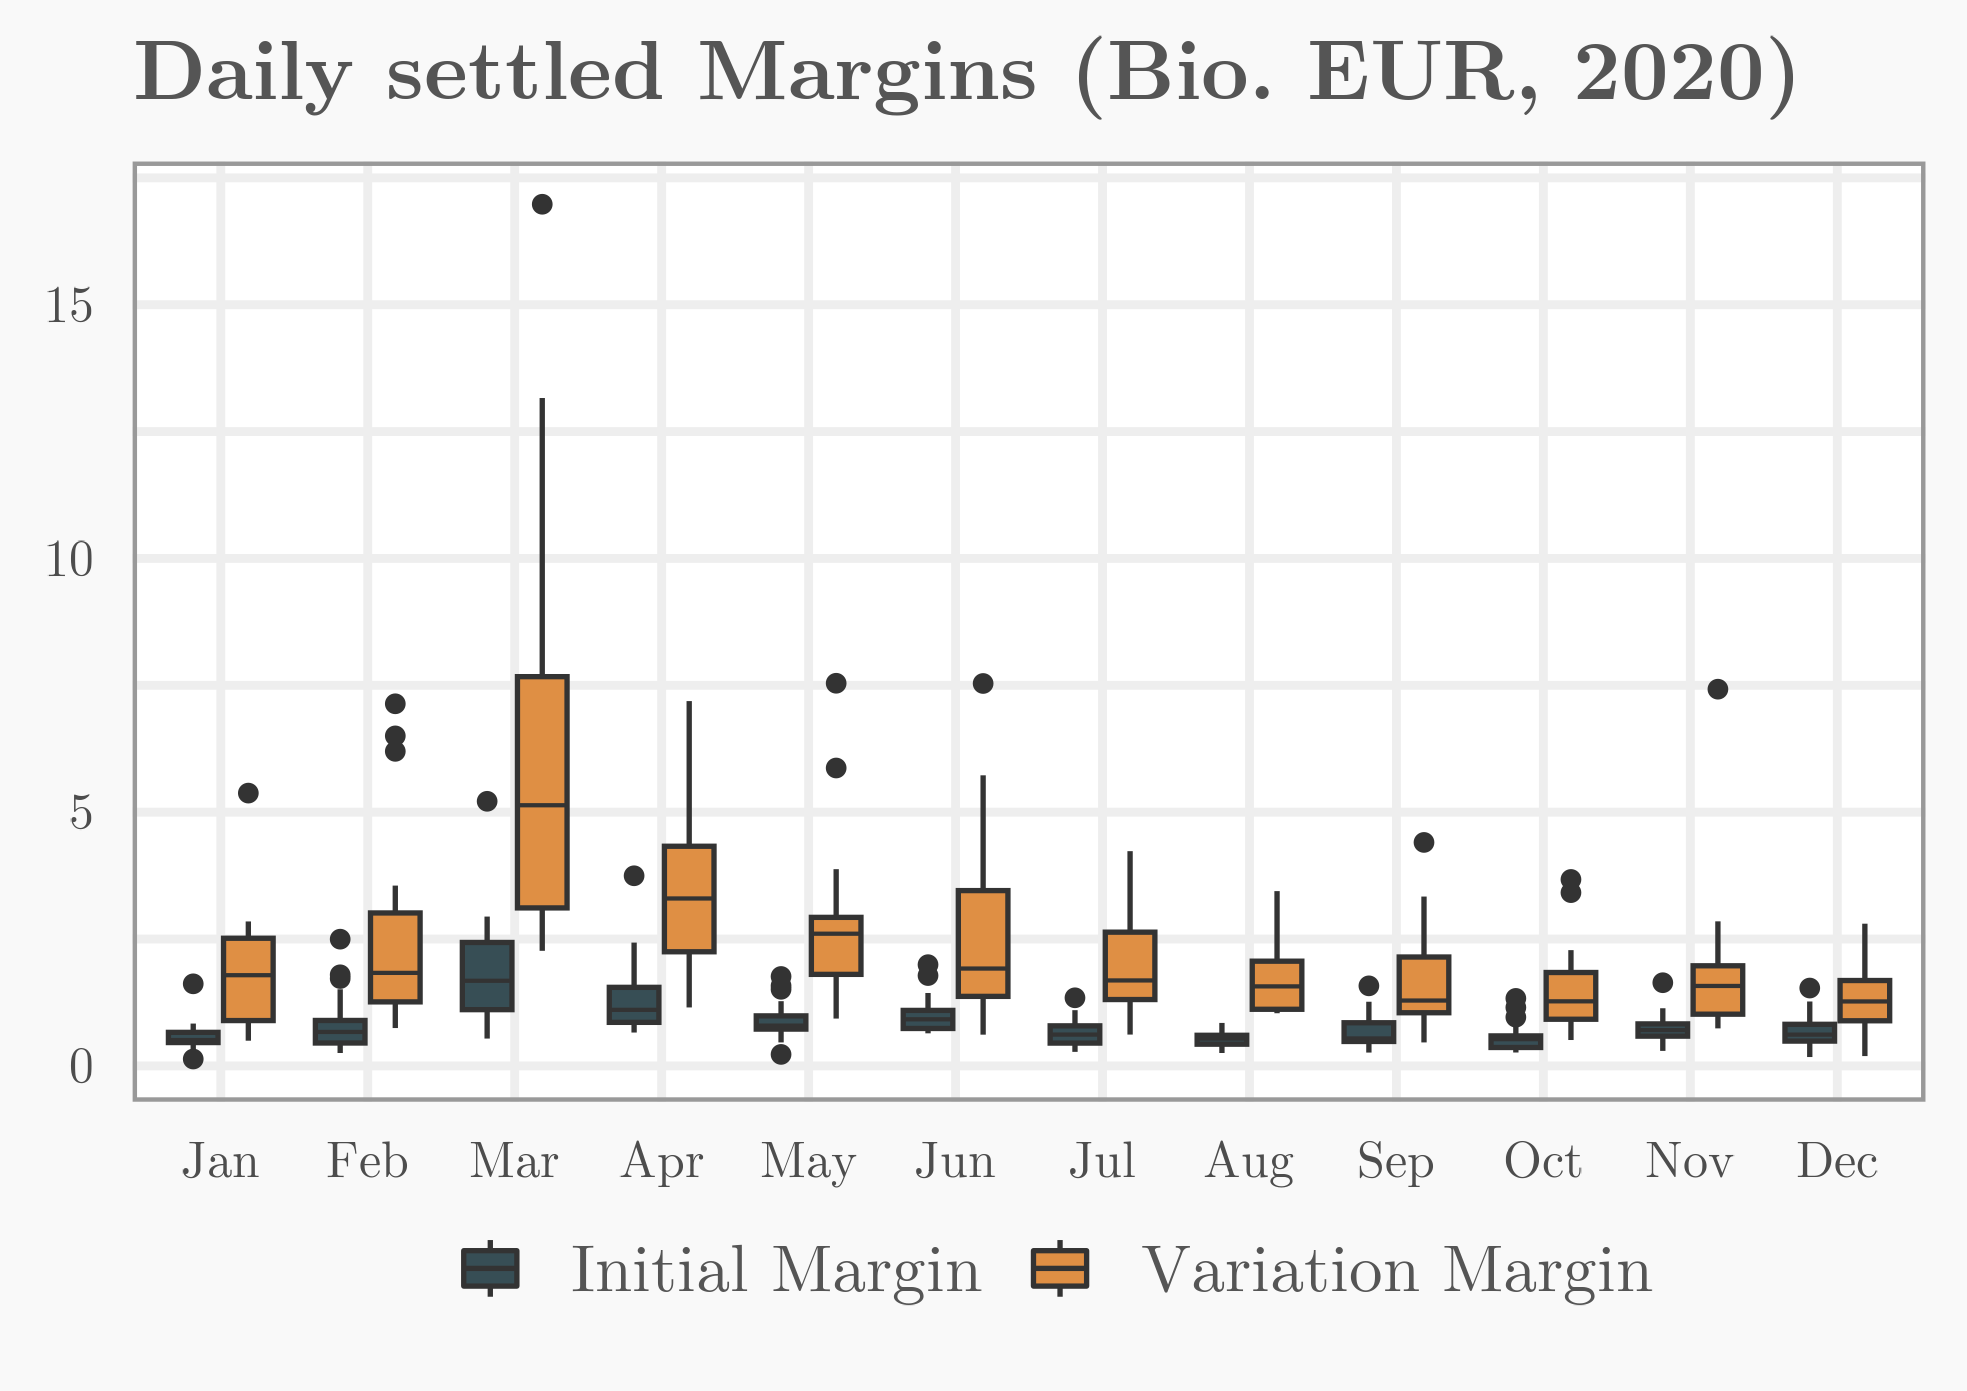 Daily settled Margins (Bio. EUR, 2020)
15
10
5
0
Jan Feb Mar Apr May Jun Jul Aug Sep Oct Nov Dec
Initial Margin Variation Margin